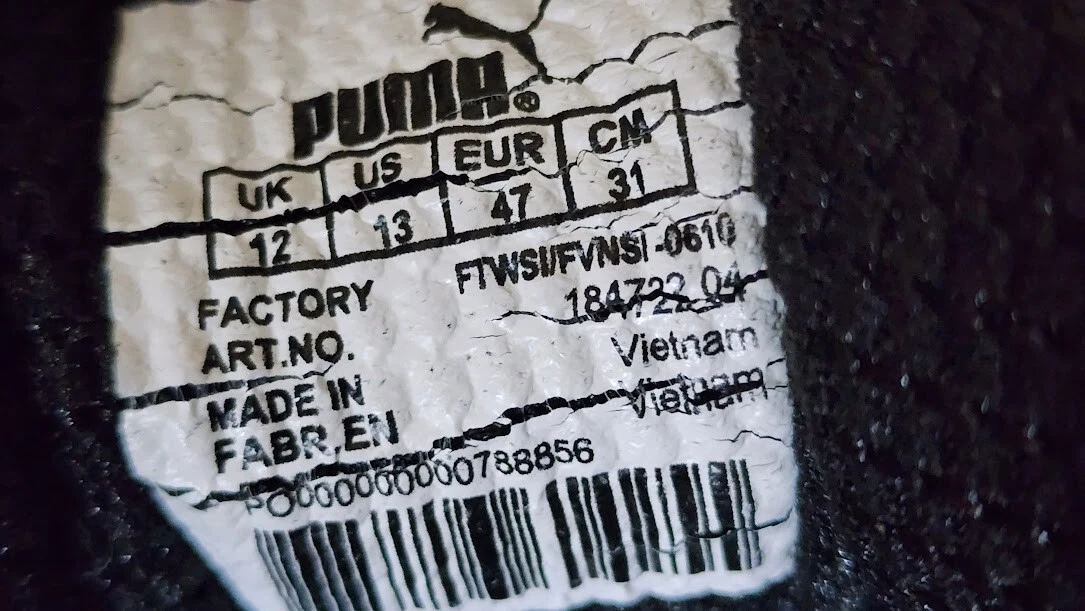 PUMA®
UK US EUR CM
12 13 47 31
FACTORY FTWSI/FVNSI-0610
ART.NO. 184722 04
MADE IN Vietnam
FABR.EN Vietnam
PO000000000788856